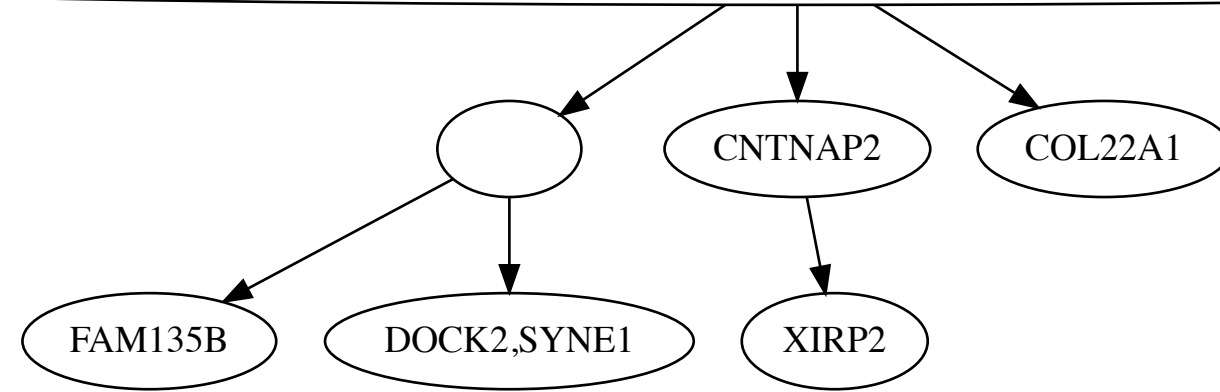 CNTNAP2
COL22A1
FAM135B
DOCK2,SYNE1
XIRP2